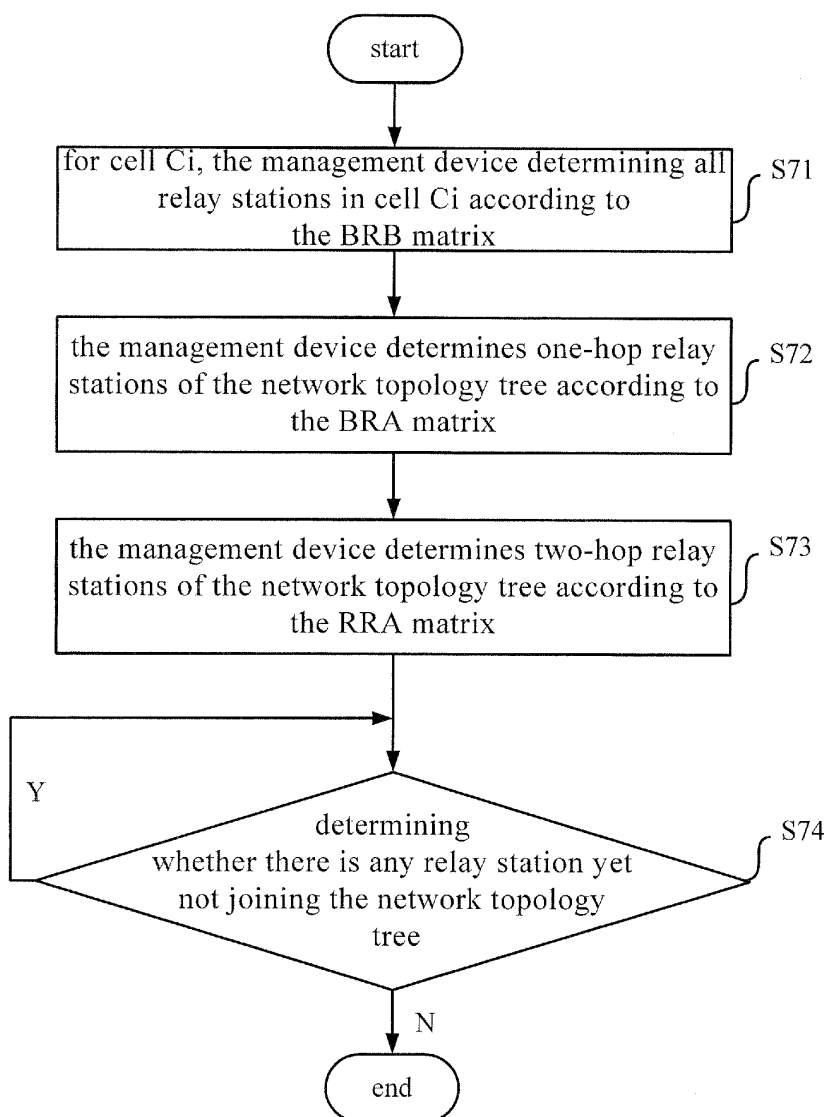 start
for cell Ci, the management device determining all
relay stations in cell Ci according to
the BRB matrix
S71
the management device determines one-hop relay
stations of the network topology tree according to
the BRA matrix
S72
the management device determines two-hop relay
stations of the network topology tree according to
the RRA matrix
S73
Y
determining
whether there is any relay station yet
not joining the network topology
tree
S74
N
end